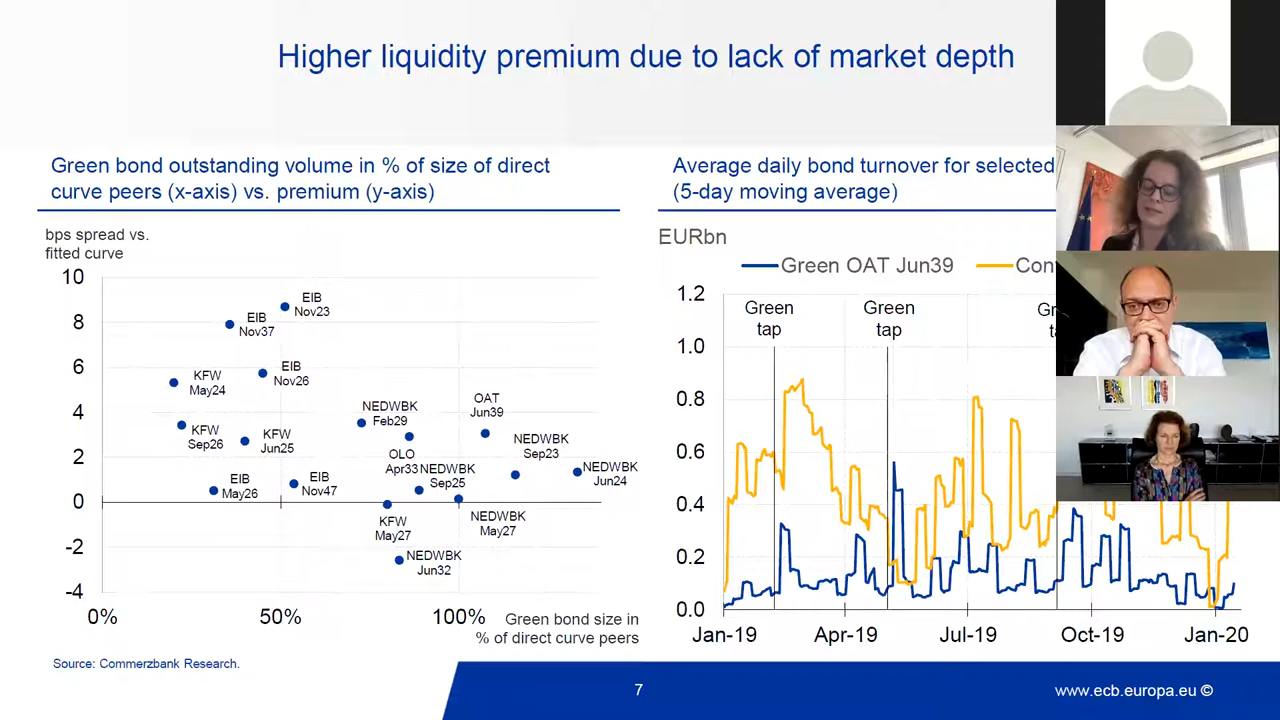 Higher liquidity premium due to lack of market depth
Green bond outstanding volume in % of size of direct
curve peers (x-axis) vs. premium (y-axis)
bps spread vs.
fitted curve
10
8
6
4
2
0
-2
-4
0%
50%
100%
Green bond size in
% of direct curve peers
EIB
Nov23
EIB
Nov37
EIB
Nov26
KFW
May24
KFW
Sep26
KFW
Jun25
EIB
May26
EIB
Nov47
NEDWBK
Feb29
OLO
Apr33
NEDWBK
Sep25
OAT
Jun39
NEDWBK
Sep23
NEDWBK
Jun24
KFW
May27
NEDWBK
May27
NEDWBK
Jun32
Source: Commerzbank Research.
Average daily bond turnover for selected
(5-day moving average)
EURbn
Green OAT Jun39
Con
1.2
1.0
0.8
0.6
0.4
0.2
0.0
Green
tap
Green
tap
Gr
t
Jan-19
Apr-19
Jul-19
Oct-19
Jan-20
7
www.ecb.europa.eu ©